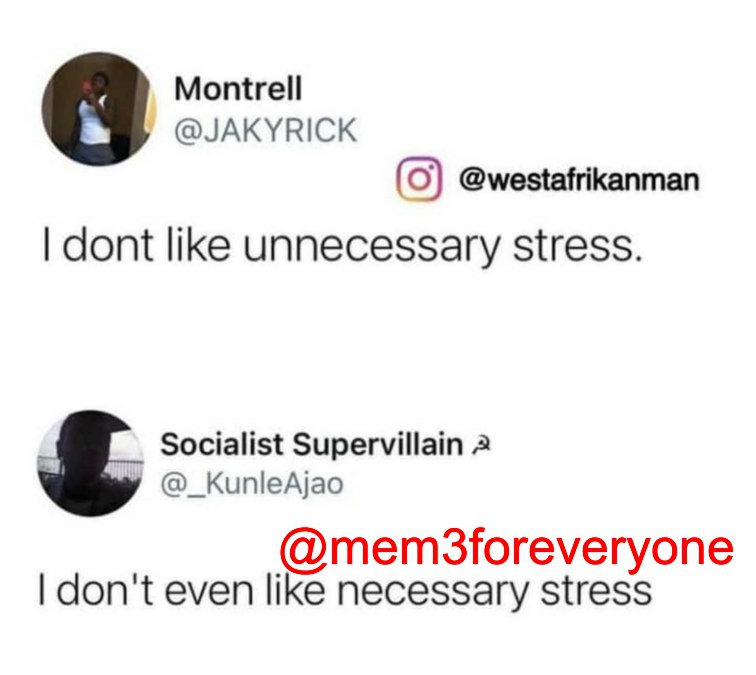 Montrell
@JAKYRICK
@westafrikanman
I dont like unnecessary stress.
Socialist Supervillain ☭
@_KunleAjao
@mem3foreveryone
I don't even like necessary stress